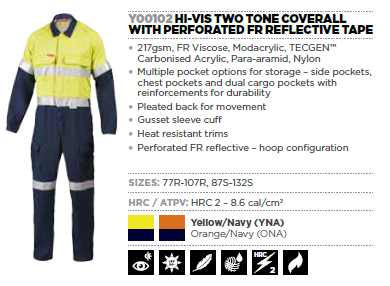 Y00102 HI-VIS TWO TONE COVERALL
WITH PERFORATED FR REFLECTIVE TAPE
• 217gsm, FR Viscose, Modacrylic, TECGEN™
Carbonised Acrylic, Para-aramid, Nylon
• Multiple pocket options for storage – side pockets,
chest pockets and dual cargo pockets with
reinforcements for durability
• Pleated back for movement
• Gusset sleeve cuff
• Heat resistant trims
• Perforated FR reflective – hoop configuration
SIZES: 77R-107R, 87S-132S
HRC / ATPV: HRC 2 – 8.6 cal/cm²
Yellow/Navy (YNA)
Orange/Navy (ONA)
HRC
2